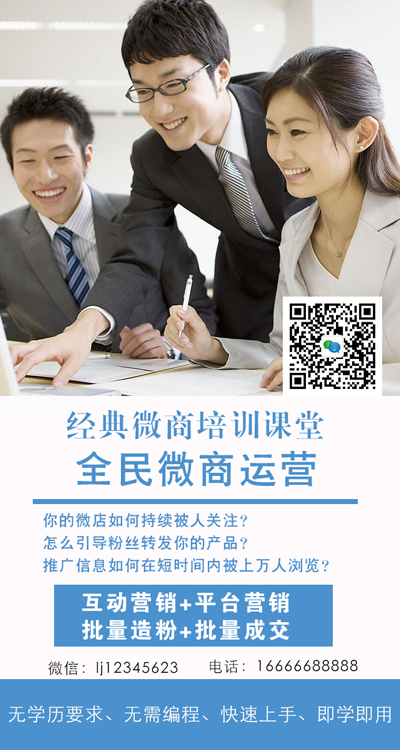 经典微商培训课堂
全民微商运营
你的微店如何持续被人关注?
怎么引导粉丝转发你的产品?
推广信息如何在短时间内被上万人浏览?
互动营销+平台营销
批量造粉+批量成交
微信: lj12345623 电话: 16666688888
无学历要求、无需编程、快速上手、即学即用